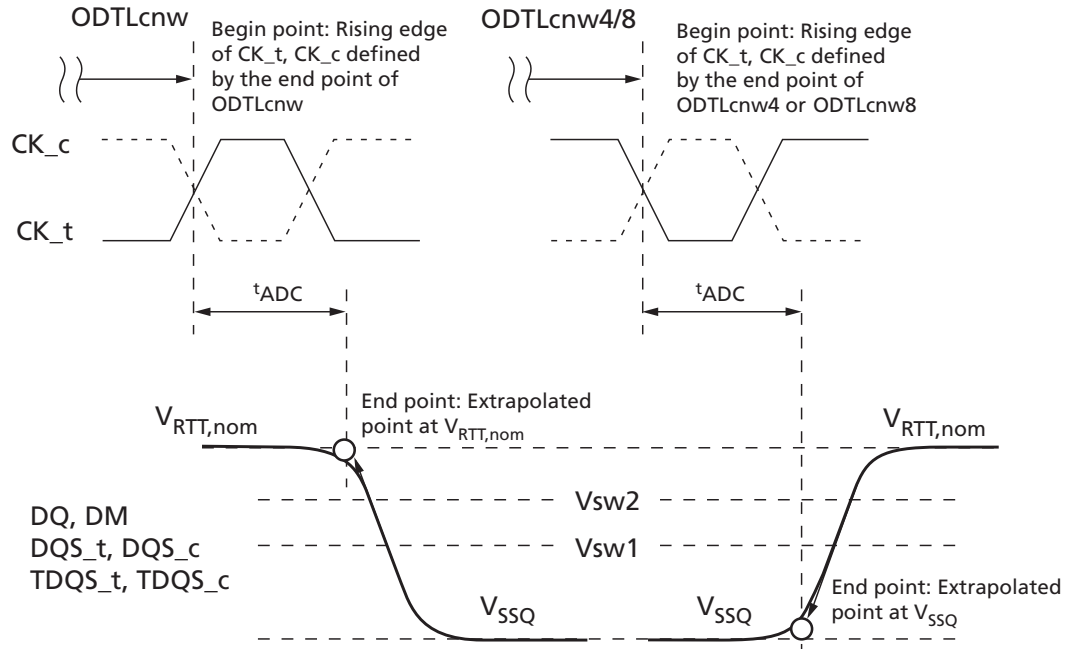 ODTLcnw
Begin point: Rising edge
of CK_t, CK_c defined
by the end point of
ODTLcnw
ODTLcnw4/8
Begin point: Rising edge
of CK_t, CK_c defined
by the end point of
ODTLcnw4 or ODTLcnw8
CK_c
CK_t
tADC
tADC
End point: Extrapolated
point at VRTT,nom
VRTT,nom
VRTT,nom
Vsw2
Vsw1
DQ, DM
DQS_t, DQS_c
TDQS_t, TDQS_c
VSSQ
VSSQ
End point: Extrapolated
point at VSSQ